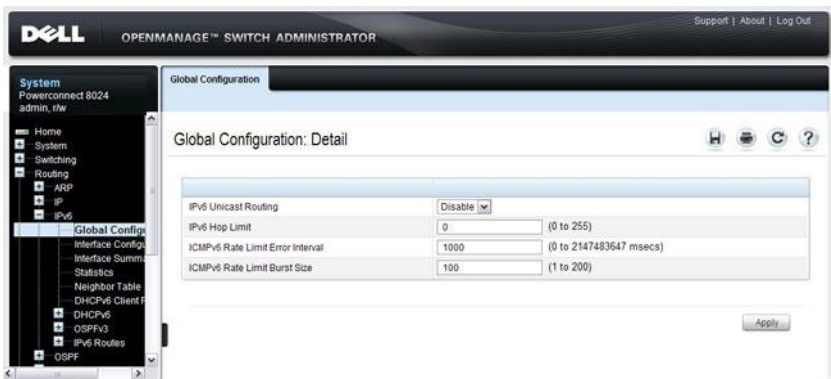 Support | About | Log Out
DELL OPENMANAGE™ SWITCH ADMINISTRATOR
System
Powerconnect 8024
admin, r/w
Home
System
Switching
Routing
ARP
IP
IPv6
Global Configu
Interface Configu
Interface Summa
Statistics
Neighbor Table
DHCPv6 Client
DHCPv6
OSPFv3
IPv6 Routes
OSPF
Global Configuration
Global Configuration: Detail
IPv6 Unicast Routing Disable
IPv6 Hop Limit 0 (0 to 255)
ICMPv6 Rate Limit Error Interval 1000 (0 to 2147483647 msecs)
ICMPv6 Rate Limit Burst Size 100 (1 to 200)
Apply